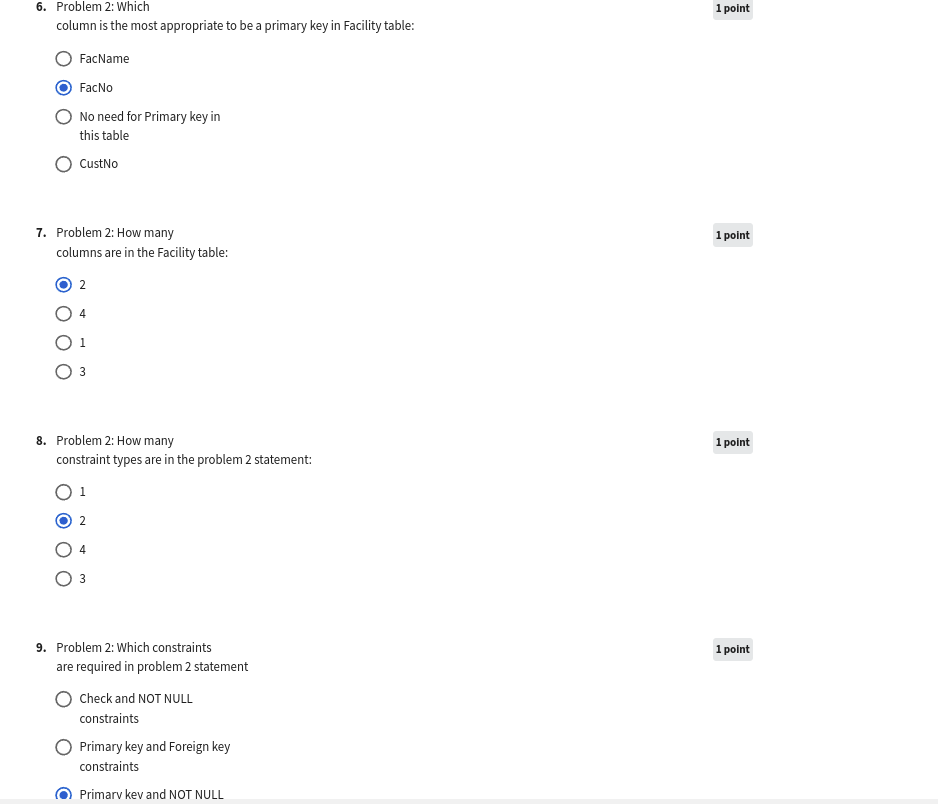 6. Problem 2: Which 1 point
column is the most appropriate to be a primary key in Facility table:
FacName
FacNo
No need for Primary key in
this table
CustNo
7. Problem 2: How many 1 point
columns are in the Facility table:
2
4
1
3
8. Problem 2: How many 1 point
constraint types are in the problem 2 statement:
1
2
4
3
9. Problem 2: Which constraints 1 point
are required in problem 2 statement
Check and NOT NULL
constraints
Primary key and Foreign key
constraints
Primary key and NOT NULL